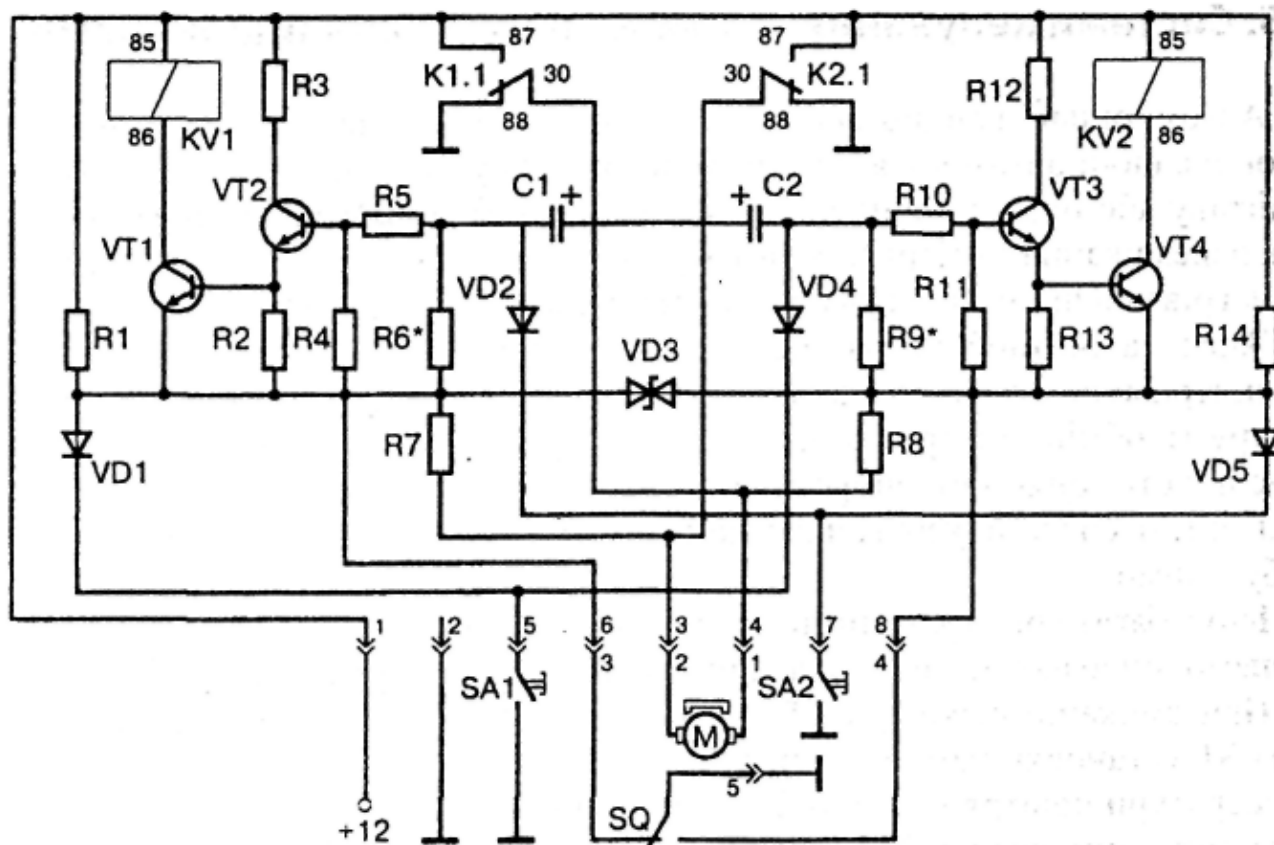 85 87 87 85
K1.1 30 30 K2.1
R3 R12
88 88
86 KV1 KV2 86
VT2 R5 C1 + + C2 R10 VT3
VT1 VD2 VD4 R11 VT4
R1 R2 R4 R6* VD3 R9* R13 R14
VD1 R7 R8 VD5
1 2 5 6 3 4 7 8
3 2 1 4
SA1 SA2
M
5
SQ
+12